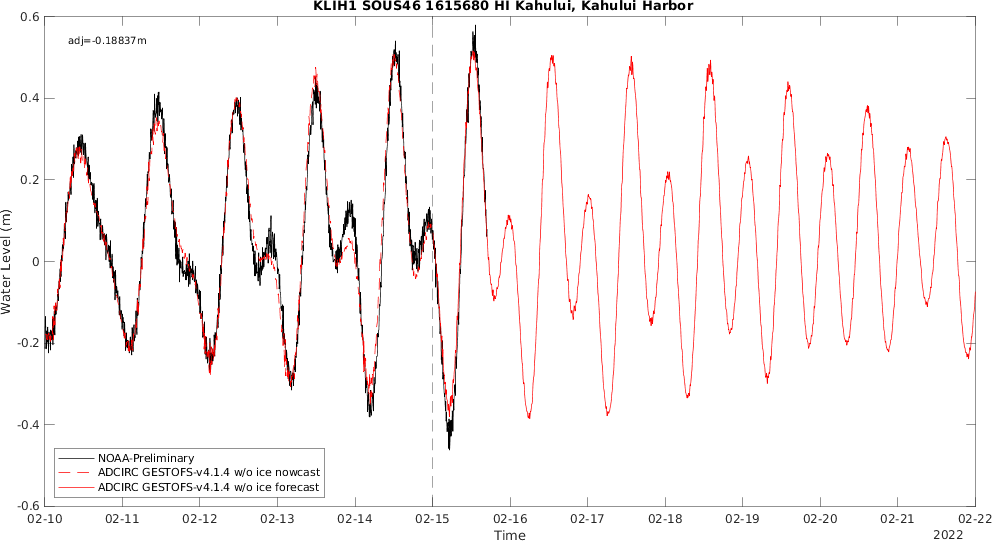 KLIH1 SOUS46 1615680 HI Kahului, Kahului Harbor
adj=-0.18837m
0.6
0.4
0.2
0
-0.2
-0.4
-0.6
Water Level (m)
NOAA-Preliminary
ADCIRC GESTOFS-v4.1.4 w/o ice nowcast
ADCIRC GESTOFS-v4.1.4 w/o ice forecast
02-10 02-11 02-12 02-13 02-14 02-15 02-16 02-17 02-18 02-19 02-20 02-21 02-22
Time
2022